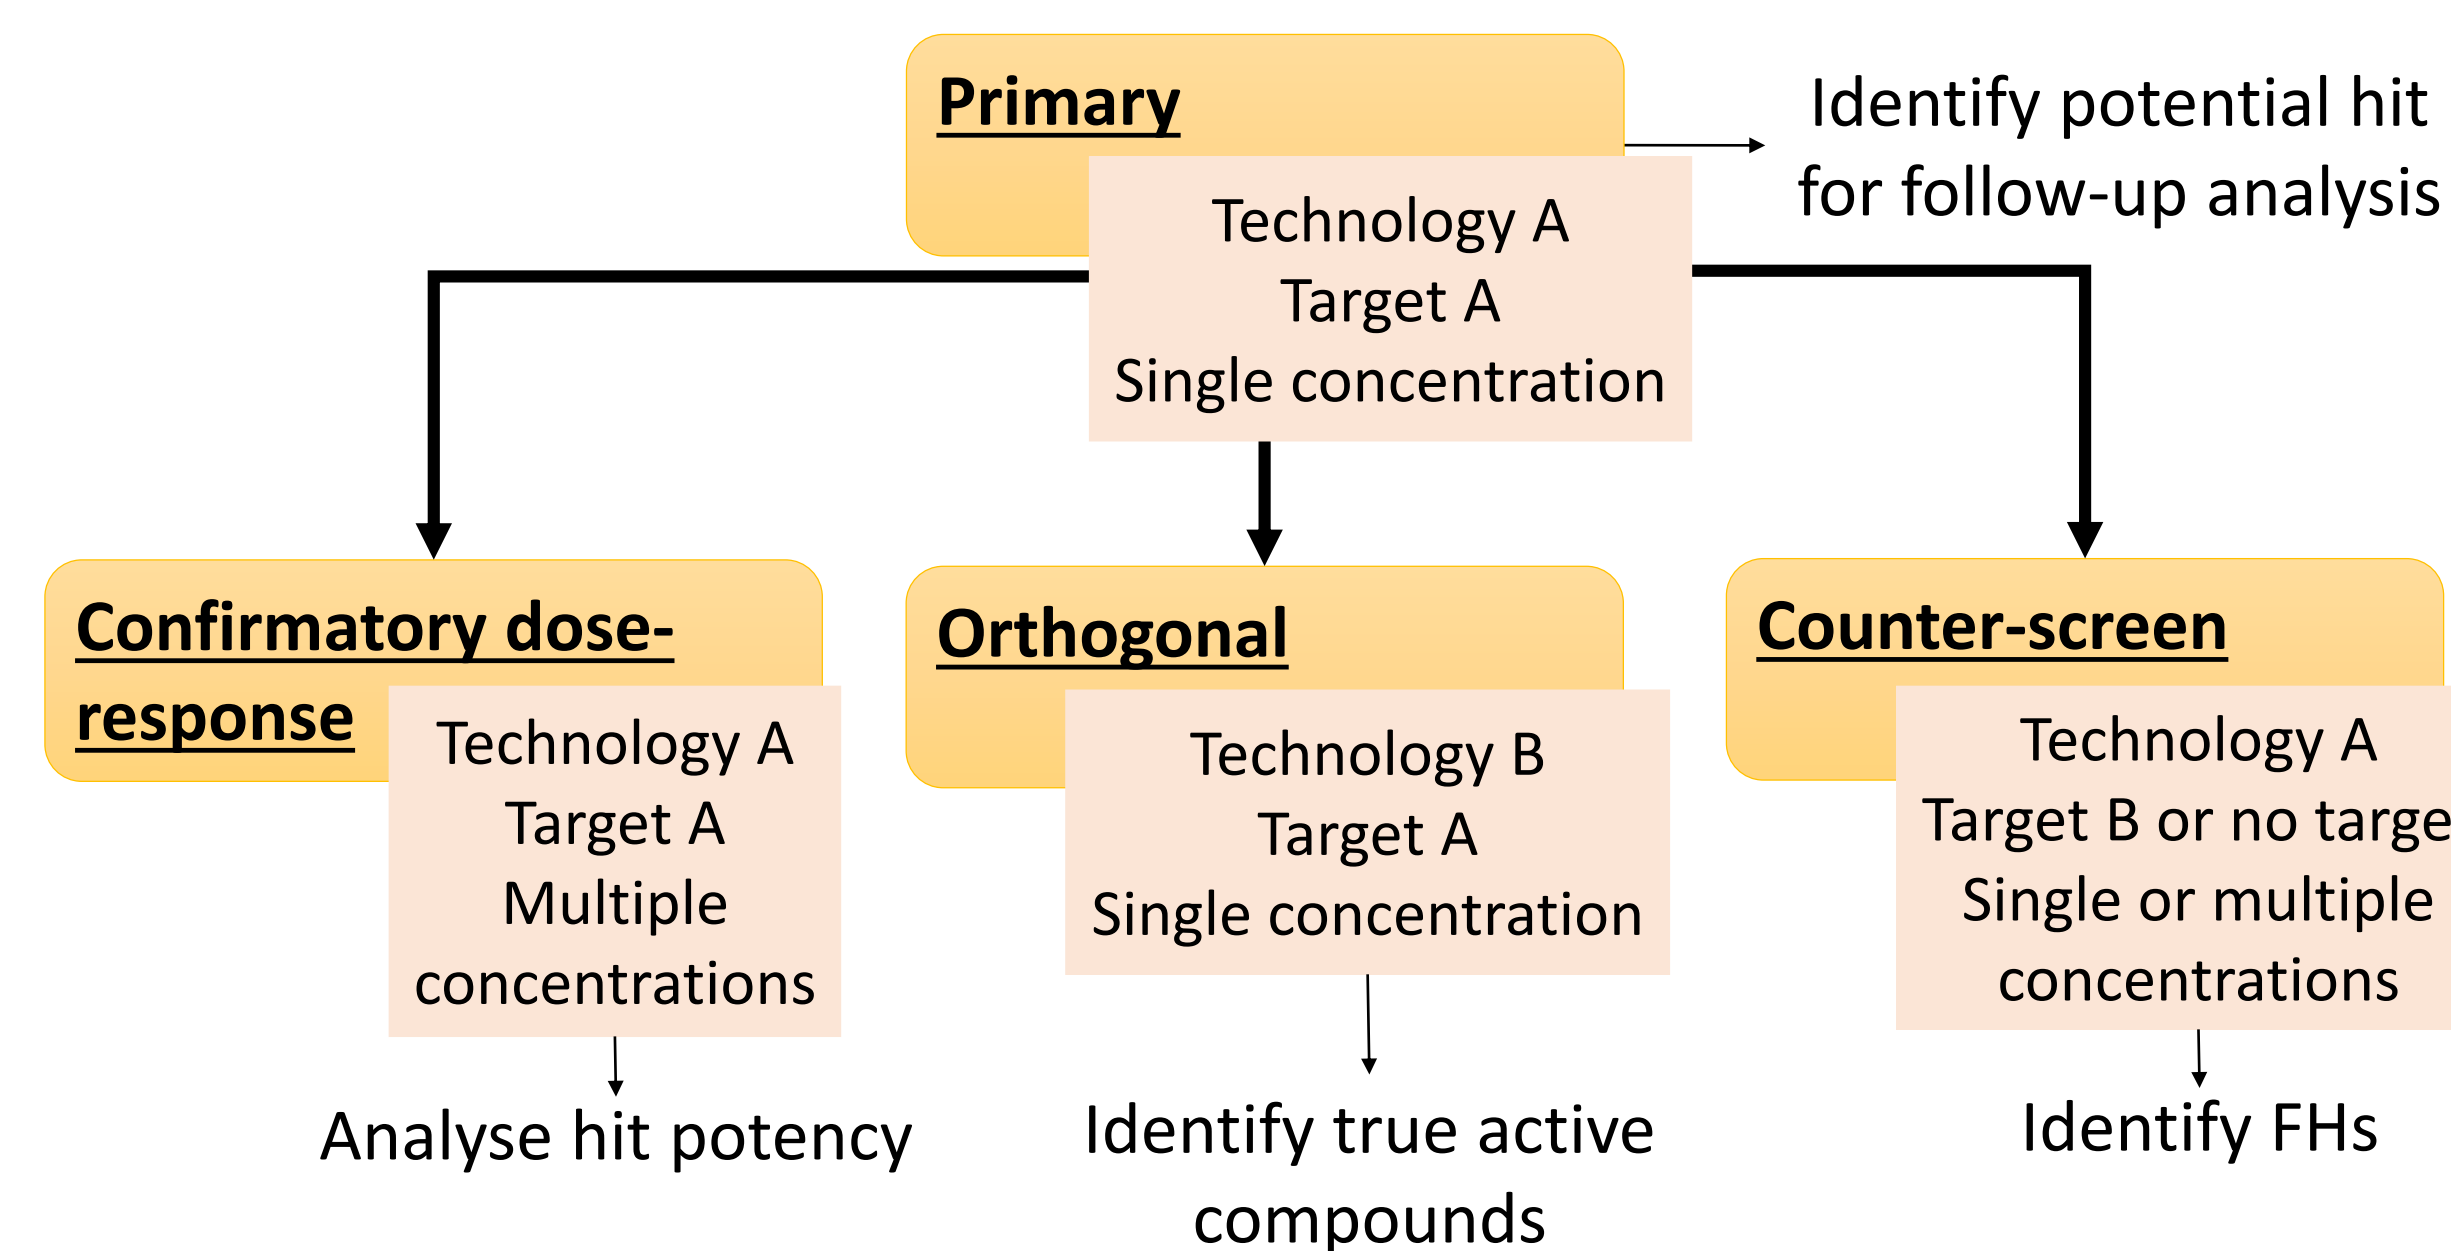 Primary
Technology A
Target A
Single concentration
Identify potential hit
for follow-up analysis
Confirmatory dose-
response
Technology A
Target A
Multiple
concentrations
Analyse hit potency
Orthogonal
Technology B
Target A
Single concentration
Identify true active
compounds
Counter-screen
Technology A
Target B or no targe
Single or multiple
concentrations
Identify FHs